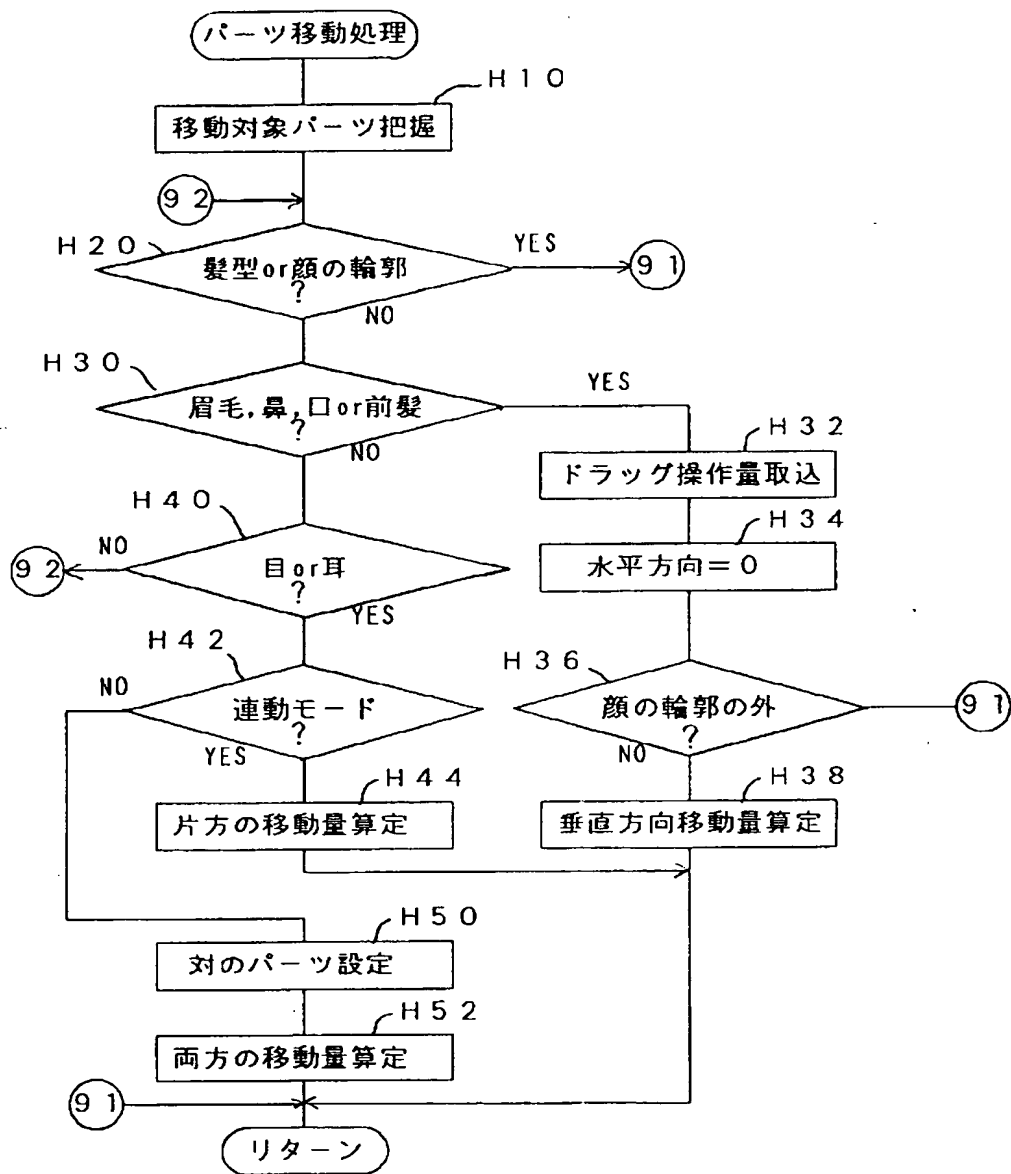 パーツ移動処理
H10
移動対象パーツ把握
92
H20
髪型or顔の輪郭
?
YES
91
NO
H30
眉毛,鼻,口or前髪
?
YES
NO
H32
ドラッグ操作量取込
H40
H34
水平方向=0
目or耳
?
NO
92
YES
H42
H36
連動モード
?
NO
YES
顔の輪郭の外
?
91
NO
H44
片方の移動量算定
H38
垂直方向移動量算定
H50
対のパーツ設定
H52
両方の移動量算定
91
リターン